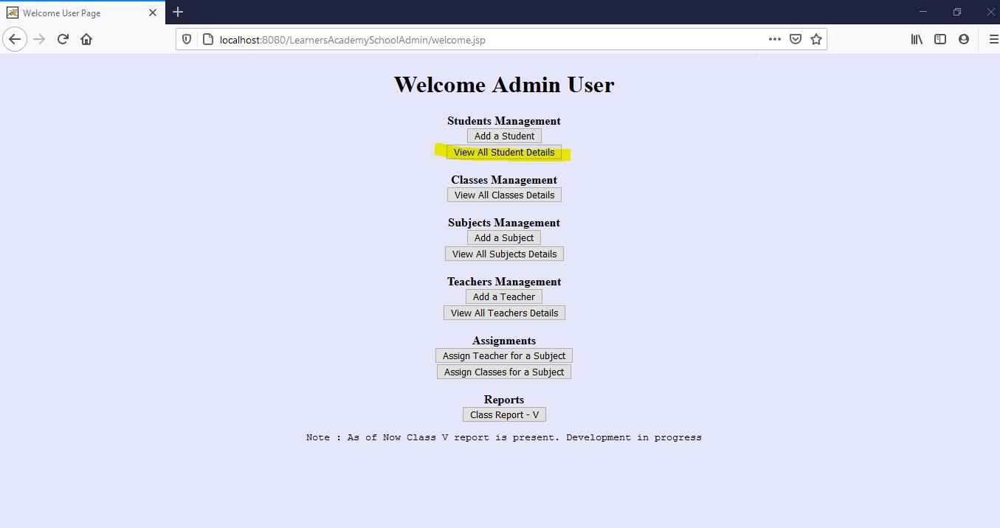 Welcome User Page
localhost:8080/LearnersAcademySchoolAdmin/welcome.jsp
Welcome Admin User
Students Management
Add a Student
View All Student Details
Classes Management
View All Classes Details
Subjects Management
Add a Subject
View All Subjects Details
Teachers Management
Add a Teacher
View All Teachers Details
Assignments
Assign Teacher for a Subject
Assign Classes for a Subject
Reports
Class Report - V
Note : As of Now Class V report is present. Development in progress